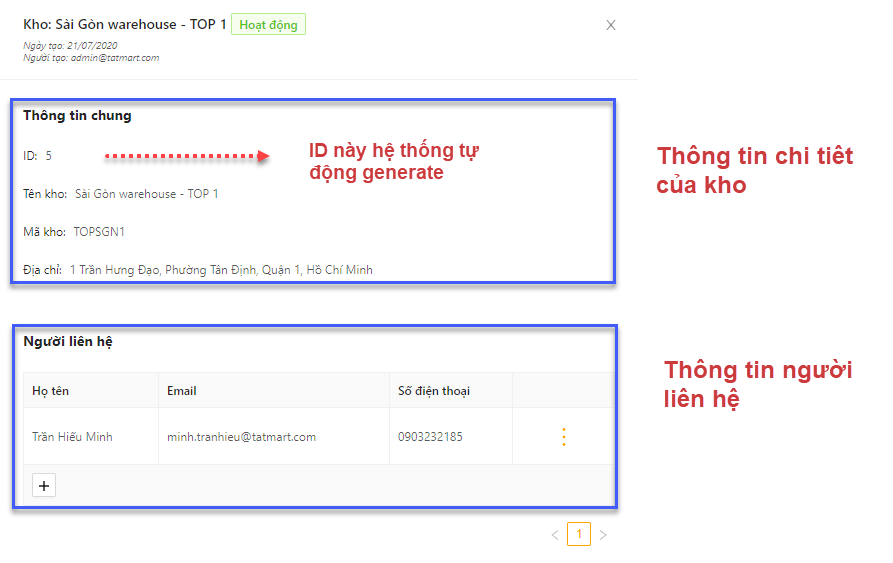 Kho: Sài Gòn warehouse - TOP 1 Hoạt động
Ngày tạo: 21/07/2020
Người tạo: admin@tatmart.com
Thông tin chung
ID: 5
ID này hệ thống tự
động generate
Thông tin chi tiêt
của kho
Tên kho: Sài Gòn warehouse - TOP 1
Mã kho: TOPSGN1
Địa chỉ: 1 Trần Hưng Đạo, Phường Tân Định, Quận 1, Hồ Chí Minh
Người liên hệ
Thông tin người
liên hệ
Họ tên Email Số điện thoại
Trần Hiếu Minh minh.tranhieu@tatmart.com 0903232185
+
< 1 >